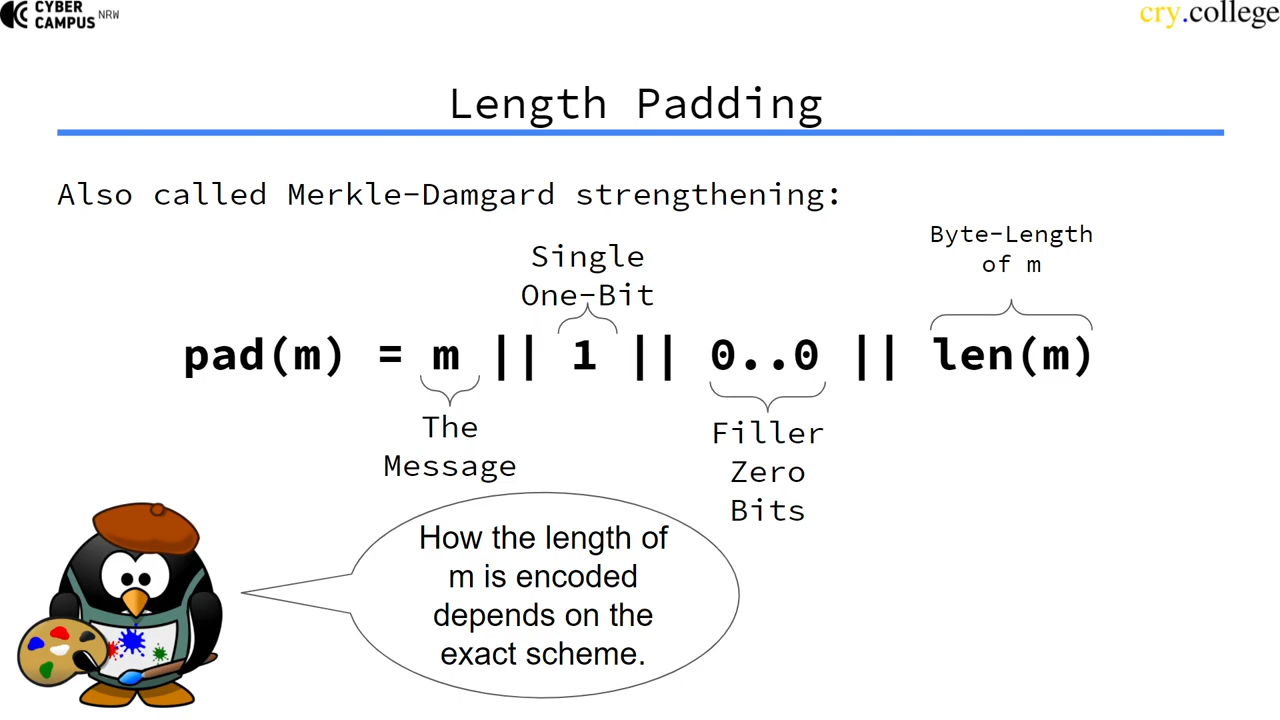 CYBER
CAMPUS NRW
cry.college
Length Padding
Also called Merkle-Damgard strengthening:
Single
One-Bit
Byte-Length
of m
pad(m) = m || 1 || 0..0 || len(m)
The
Message
Filler
Zero
Bits
How the length of
m is encoded
depends on the
exact scheme.